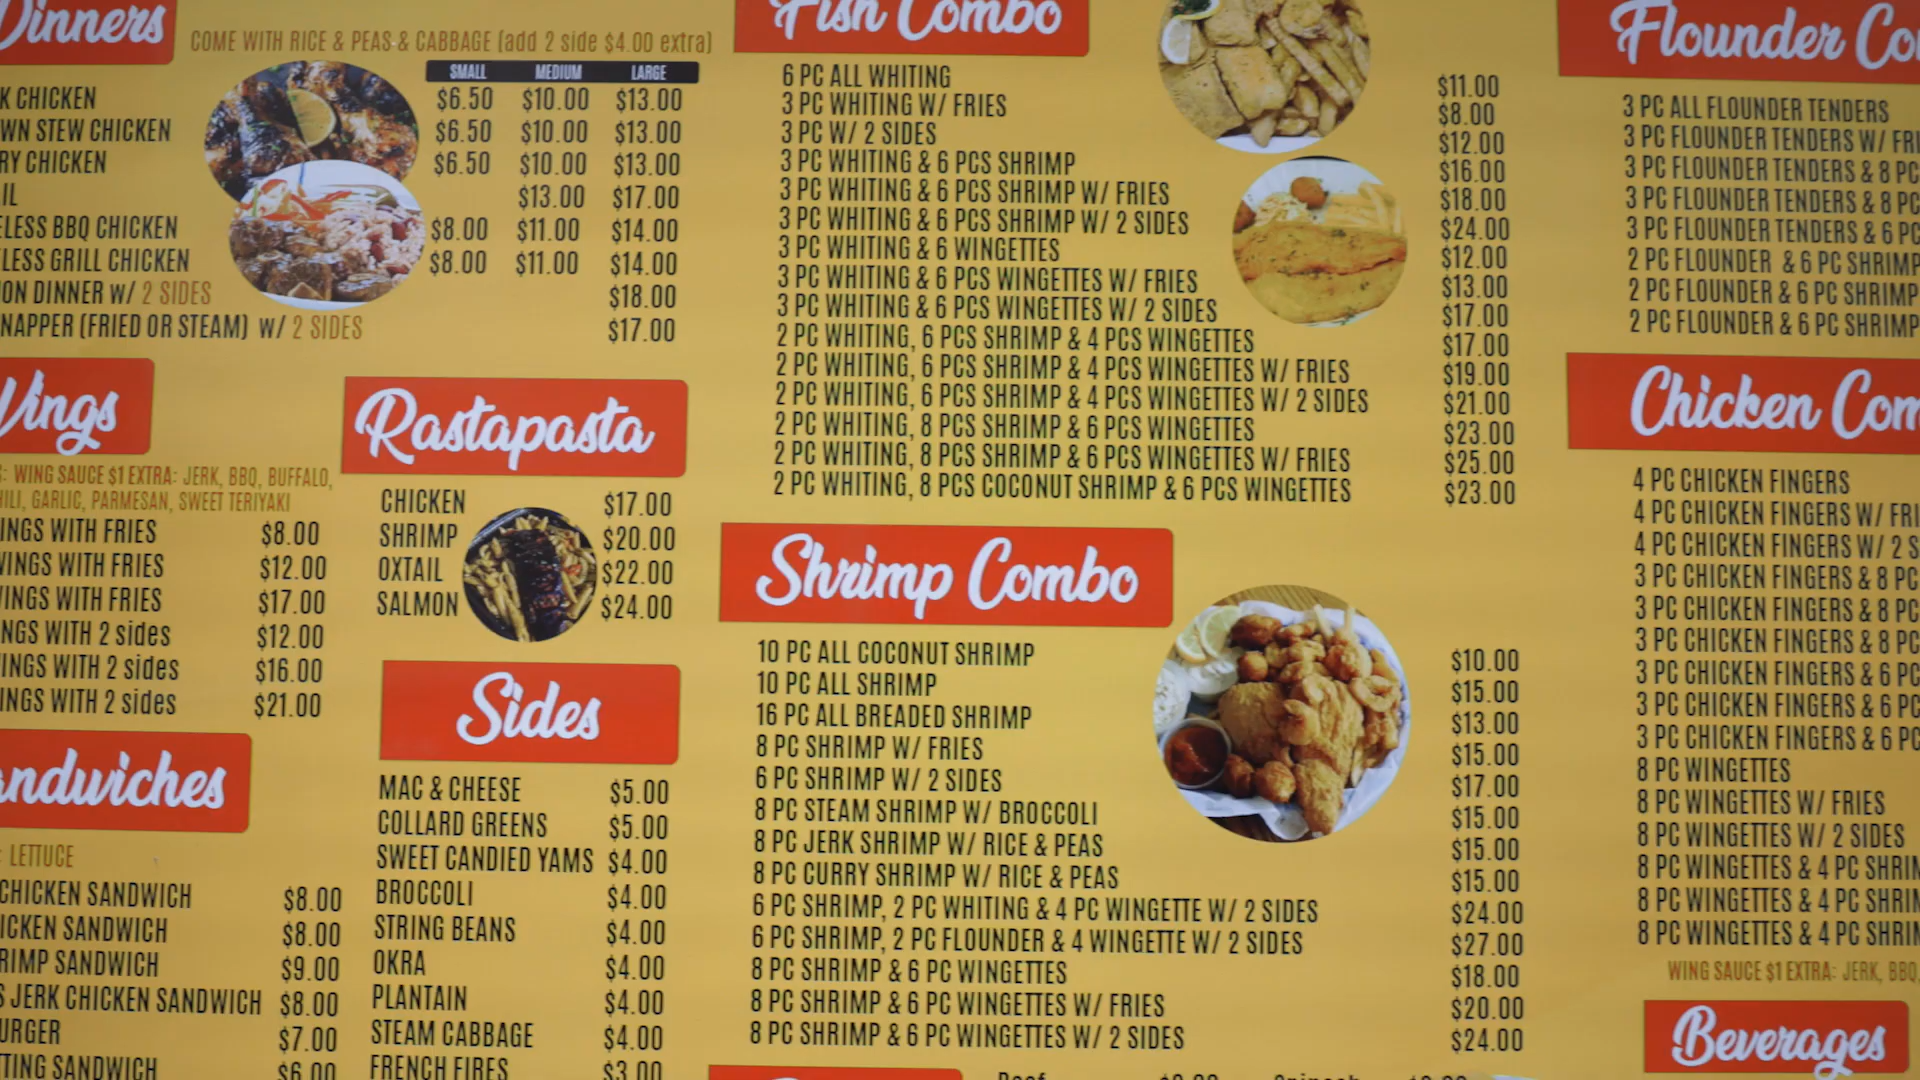 Dinners
COME WITH RICE & PEAS & CABBAGE (add 2 side $4.00 extra)
SMALL MEDIUM LARGE
K CHICKEN $6.50 $10.00 $13.00
WN STEW CHICKEN $6.50 $10.00 $13.00
RY CHICKEN $6.50 $10.00 $13.00
IL $13.00 $17.00
ELESS BBQ CHICKEN $8.00 $11.00 $14.00
LESS GRILL CHICKEN $8.00 $11.00 $14.00
ON DINNER W/ 2 SIDES $18.00
NAPPER (FRIED OR STEAM) W/ 2 SIDES $17.00
Wings
: WING SAUCE $1 EXTRA: JERK, BBQ, BUFFALO,
HILI, GARLIC, PARMESAN, SWEET TERIYAKI
INGS WITH FRIES $8.00
WINGS WITH FRIES $12.00
WINGS WITH FRIES $17.00
NGS WITH 2 sides $12.00
INGS WITH 2 sides $16.00
INGS WITH 2 sides $21.00
ndwiches
: LETTUCE
CHICKEN SANDWICH $8.00
ICKEN SANDWICH $8.00
RIMP SANDWICH $9.00
S JERK CHICKEN SANDWICH $8.00
URGER $7.00
TING SANDWICH $6.00
Rastapasta
CHICKEN $17.00
SHRIMP $20.00
OXTAIL $22.00
SALMON $24.00
Sides
MAC & CHEESE $5.00
COLLARD GREENS $5.00
SWEET CANDIED YAMS $4.00
BROCCOLI $4.00
STRING BEANS $4.00
OKRA $4.00
PLANTAIN $4.00
STEAM CABBAGE $4.00
FRENCH FIRES $3.00
Fish Combo
6 PC ALL WHITING $11.00
3 PC WHITING W/ FRIES $8.00
3 PC W/ 2 SIDES $12.00
3 PC WHITING & 6 PCS SHRIMP $16.00
3 PC WHITING & 6 PCS SHRIMP W/ FRIES $18.00
3 PC WHITING & 6 PCS SHRIMP W/ 2 SIDES $24.00
3 PC WHITING & 6 WINGETTES $12.00
3 PC WHITING & 6 PCS WINGETTES W/ FRIES $13.00
3 PC WHITING & 6 PCS WINGETTES W/ 2 SIDES $17.00
2 PC WHITING, 6 PCS SHRIMP & 4 PCS WINGETTES $17.00
2 PC WHITING, 6 PCS SHRIMP & 4 PCS WINGETTES W/ FRIES $19.00
2 PC WHITING, 6 PCS SHRIMP & 4 PCS WINGETTES W/ 2 SIDES $21.00
2 PC WHITING, 8 PCS SHRIMP & 6 PCS WINGETTES $23.00
2 PC WHITING, 8 PCS SHRIMP & 6 PCS WINGETTES W/ FRIES $25.00
2 PC WHITING, 8 PCS COCONUT SHRIMP & 6 PCS WINGETTES $23.00
Shrimp Combo
10 PC ALL COCONUT SHRIMP $10.00
10 PC ALL SHRIMP $15.00
16 PC ALL BREADED SHRIMP $13.00
8 PC SHRIMP W/ FRIES $15.00
6 PC SHRIMP W/ 2 SIDES $17.00
8 PC STEAM SHRIMP W/ BROCCOLI $15.00
8 PC JERK SHRIMP W/ RICE & PEAS $15.00
8 PC CURRY SHRIMP W/ RICE & PEAS $15.00
6 PC SHRIMP, 2 PC WHITING & 4 PC WINGETTE W/ 2 SIDES $24.00
6 PC SHRIMP, 2 PC FLOUNDER & 4 WINGETTE W/ 2 SIDES $27.00
8 PC SHRIMP & 6 PC WINGETTES $18.00
8 PC SHRIMP & 6 PC WINGETTES W/ FRIES $20.00
8 PC SHRIMP & 6 PC WINGETTES W/ 2 SIDES $24.00
Flounder Co
3 PC ALL FLOUNDER TENDERS
3 PC FLOUNDER TENDERS W/ FRI
3 PC FLOUNDER TENDERS & 8 PC
3 PC FLOUNDER TENDERS & 8 PC
3 PC FLOUNDER TENDERS & 6 PC
2 PC FLOUNDER & 6 PC SHRIMP
2 PC FLOUNDER & 6 PC SHRIMP
2 PC FLOUNDER & 6 PC SHRIMP
Chicken Com
4 PC CHICKEN FINGERS
4 PC CHICKEN FINGERS W/ FRI
4 PC CHICKEN FINGERS W/ 2 S
3 PC CHICKEN FINGERS & 8 PC
3 PC CHICKEN FINGERS & 8 PC
3 PC CHICKEN FINGERS & 8 PC
3 PC CHICKEN FINGERS & 6 PC
3 PC CHICKEN FINGERS & 6 PC
3 PC CHICKEN FINGERS & 6 PC
8 PC WINGETTES
8 PC WINGETTES W/ FRIES
8 PC WINGETTES W/ 2 SIDES
8 PC WINGETTES & 4 PC SHRIM
8 PC WINGETTES & 4 PC SHRIM
8 PC WINGETTES & 4 PC SHRIM
WING SAUCE $1 EXTRA: JERK, BBQ,
Beverages